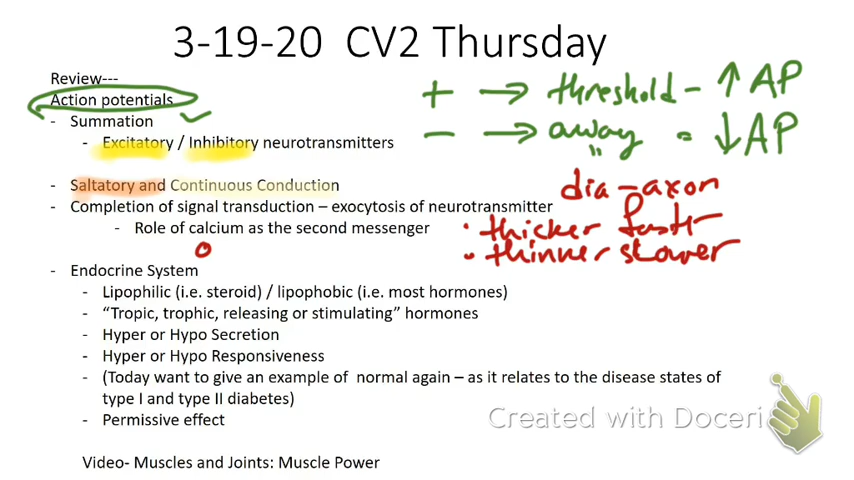 3-19-20 CV2 Thursday
Review---
Action potentials
- Summation
- Excitatory / Inhibitory neurotransmitters
+ → threshold - ↑ AP
- → away = ↓ AP
- Saltatory and Continuous Conduction
- Completion of signal transduction – exocytosis of neurotransmitter
- Role of calcium as the second messenger
dia - axon
• thicker faster
• thinner slower
- Endocrine System
- Lipophilic (i.e. steroid) / lipophobic (i.e. most hormones)
- “Tropic, trophic, releasing or stimulating” hormones
- Hyper or Hypo Secretion
- Hyper or Hypo Responsiveness
- (Today want to give an example of normal again – as it relates to the disease states of
type I and type II diabetes)
- Permissive effect
Created with Doceri
Video- Muscles and Joints: Muscle Power